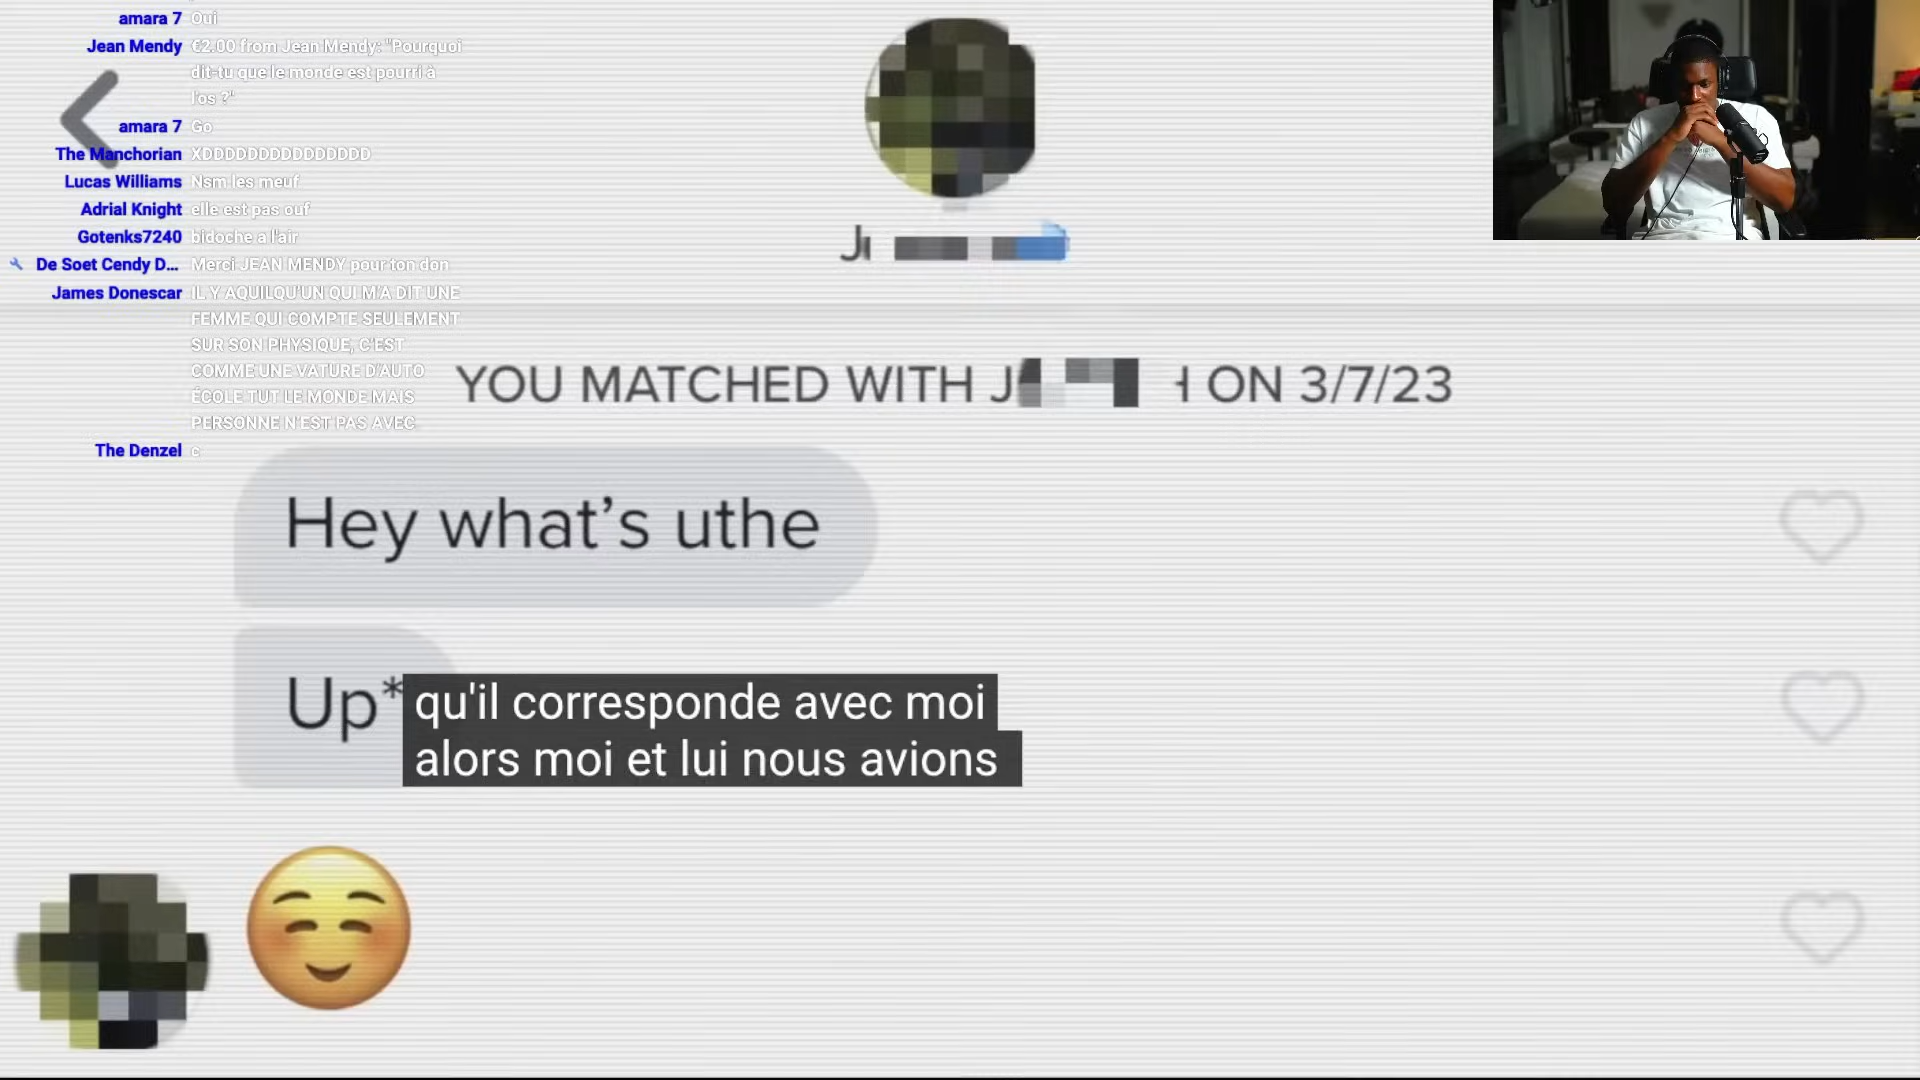 amara 7 Oui
Jean Mendy €2.00 from Jean Mendy: "Pourquoi
dit-tu que le monde est pourri à
l'os ?"
amara 7 Go
The Manchorian XDDDDDDDDDDDDDDD
Lucas Williams Nsm les meuf
Adrial Knight elle est pas ouf
Gotenks7240 bidoche a l'air
De Soet Cendy D... Merci JEAN MENDY pour ton don
James Donescar IL Y AQUILQU'UN QUI M'A DIT UNE
FEMME QUI COMPTE SEULEMENT
SUR SON PHYSIQUE, C'EST
COMME UNE VATURE D'AUTO
ÉCOLE TUT LE MONDE MAIS
PERSONNE N'EST PAS AVEC
The Denzel c
YOU MATCHED WITH J ON 3/7/23
Hey what's uthe
Up*
qu'il corresponde avec moi
alors moi et lui nous avions